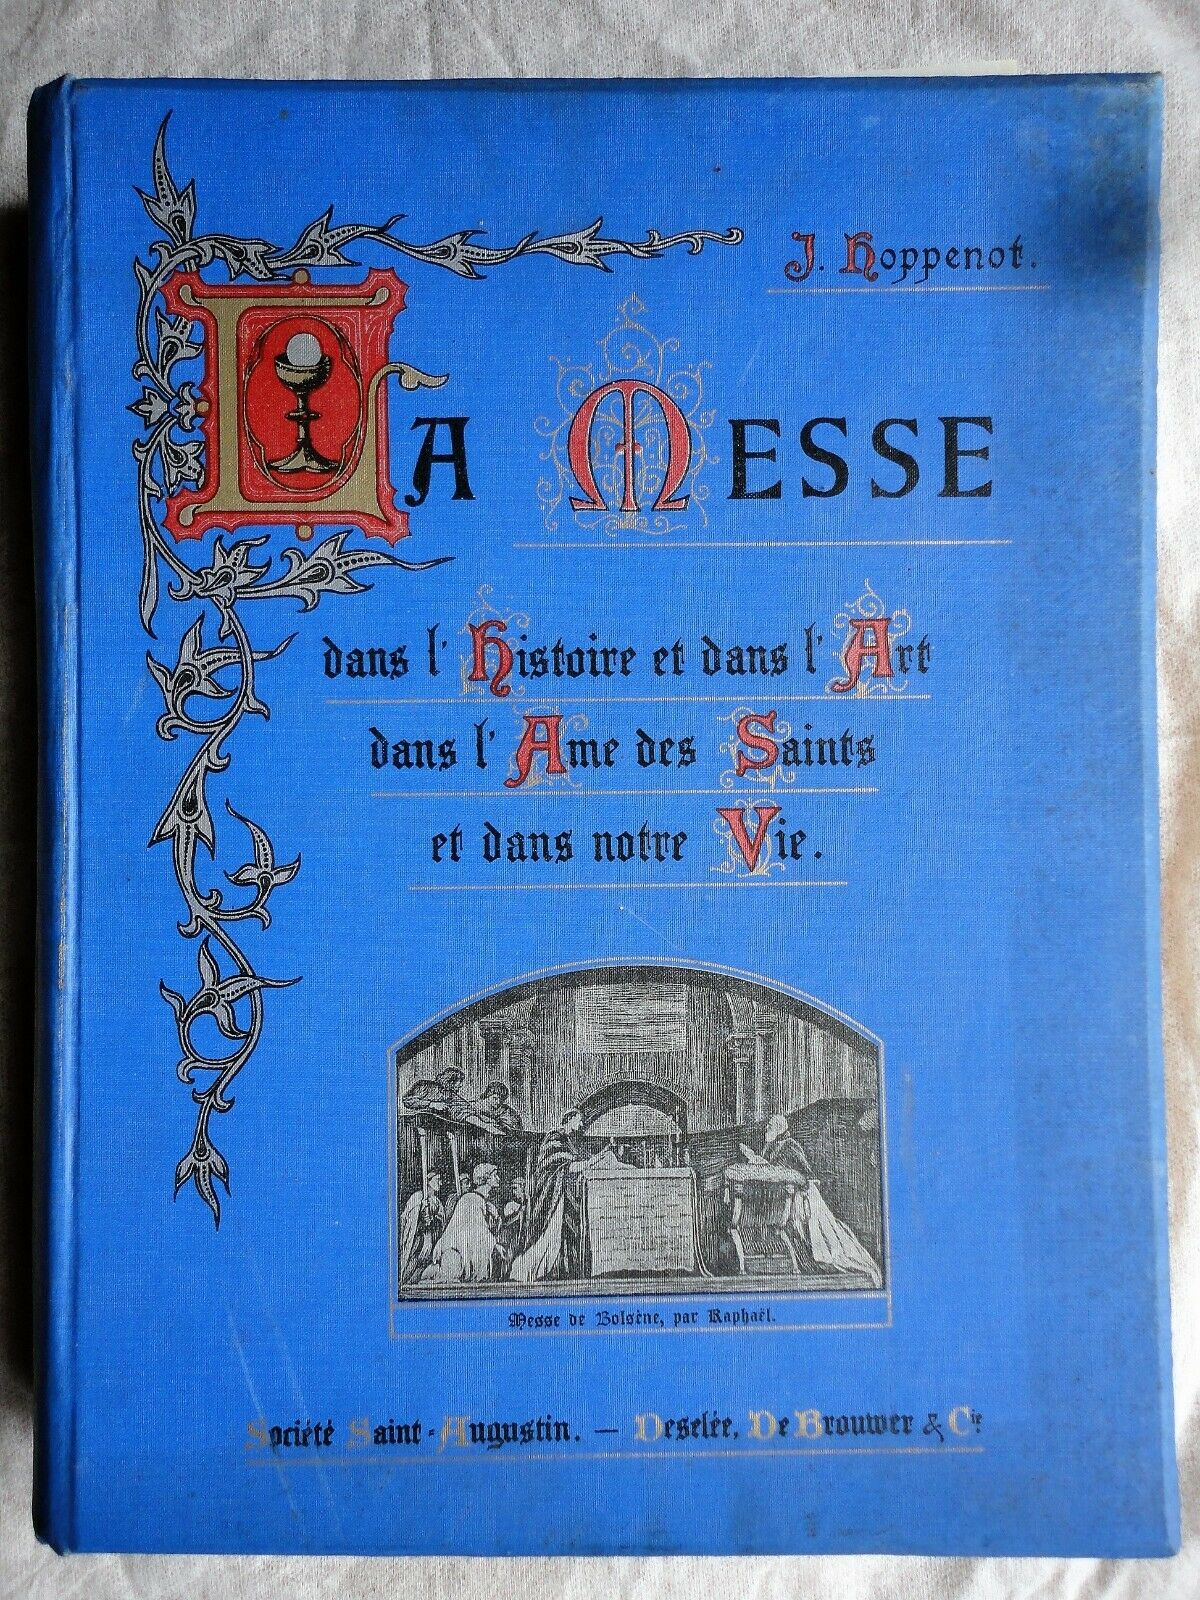 J. Hoppenot.
LA MESSE
dans l'Histoire et dans l'Art
dans l'Ame des Saints
et dans notre Vie.
Messe de Bolsène, par Raphaël.
Société Saint-Augustin. — Desclée, De Brouwer & Cie